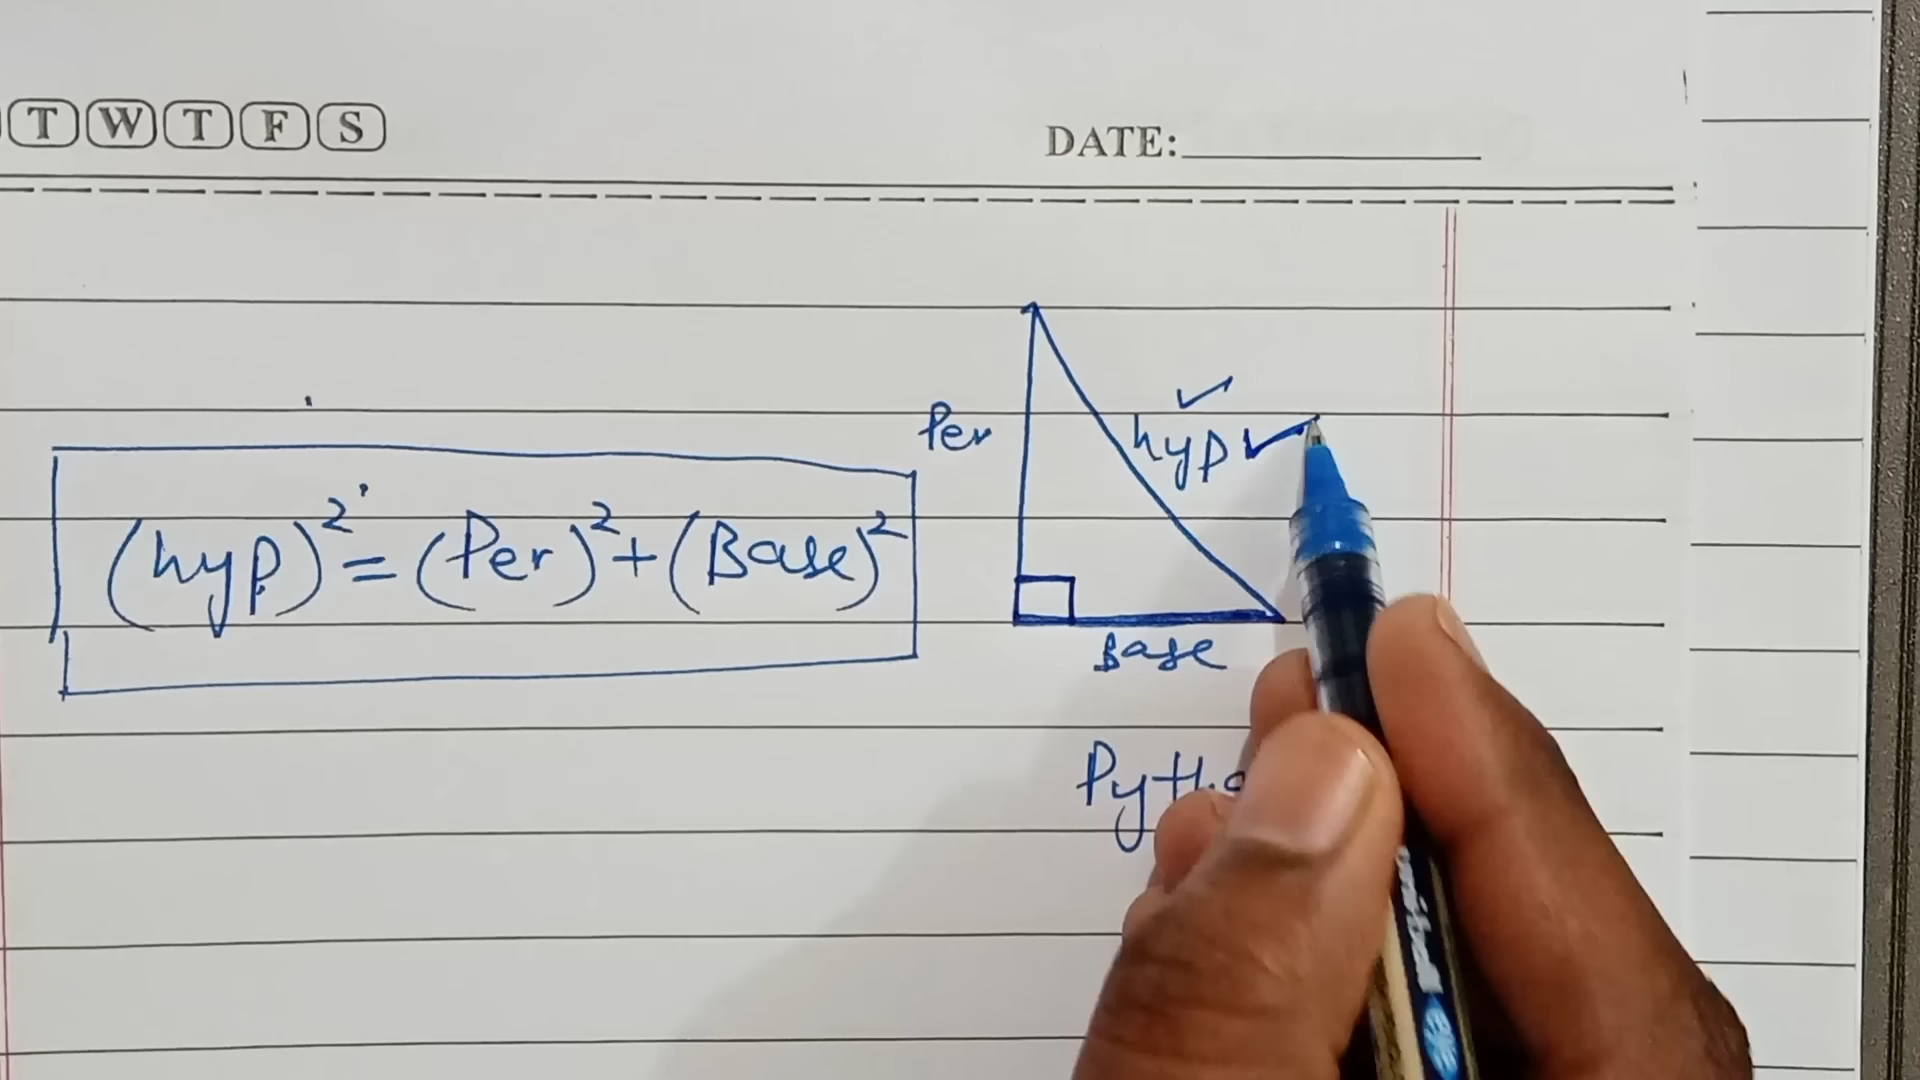 T W T F S
DATE:
Per
hyp
(hyp)² = (Per)² + (Base)²
Base